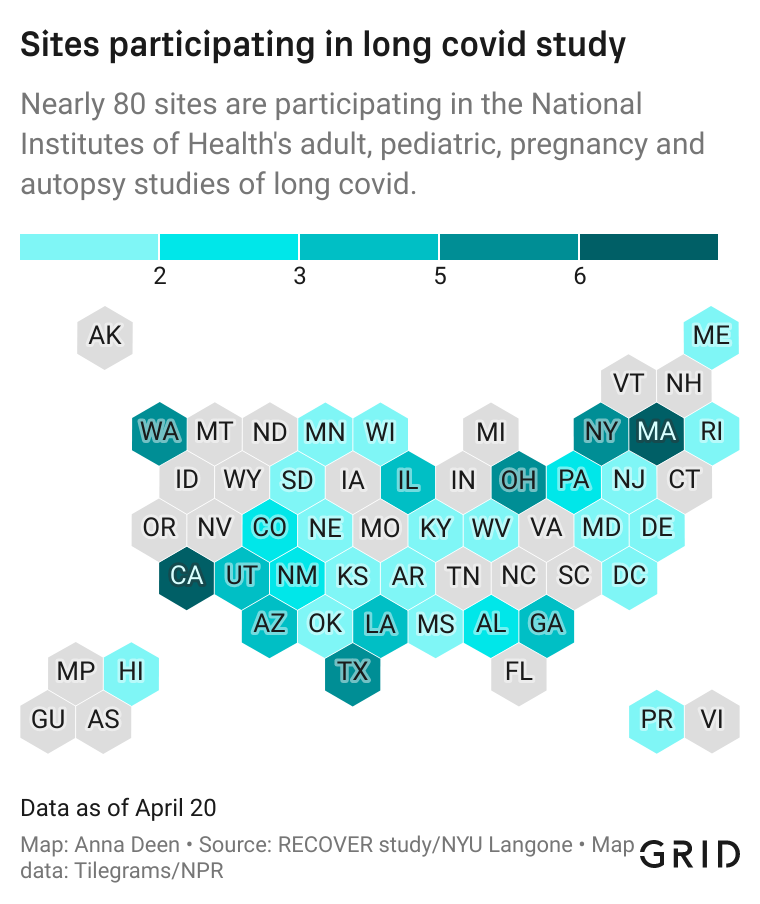 Sites participating in long covid study
Nearly 80 sites are participating in the National
Institutes of Health's adult, pediatric, pregnancy and
autopsy studies of long covid.
2 3 5 6
AK ME
VT NH
WA MT ND MN WI MI NY MA RI
ID WY SD IA IL IN OH PA NJ CT
OR NV CO NE MO KY WV VA MD DE
CA UT NM KS AR TN NC SC DC
AZ OK LA MS AL GA
MP HI TX FL
GU AS PR VI
Data as of April 20
Map: Anna Deen • Source: RECOVER study/NYU Langone • Map
data: Tilegrams/NPR
GRID